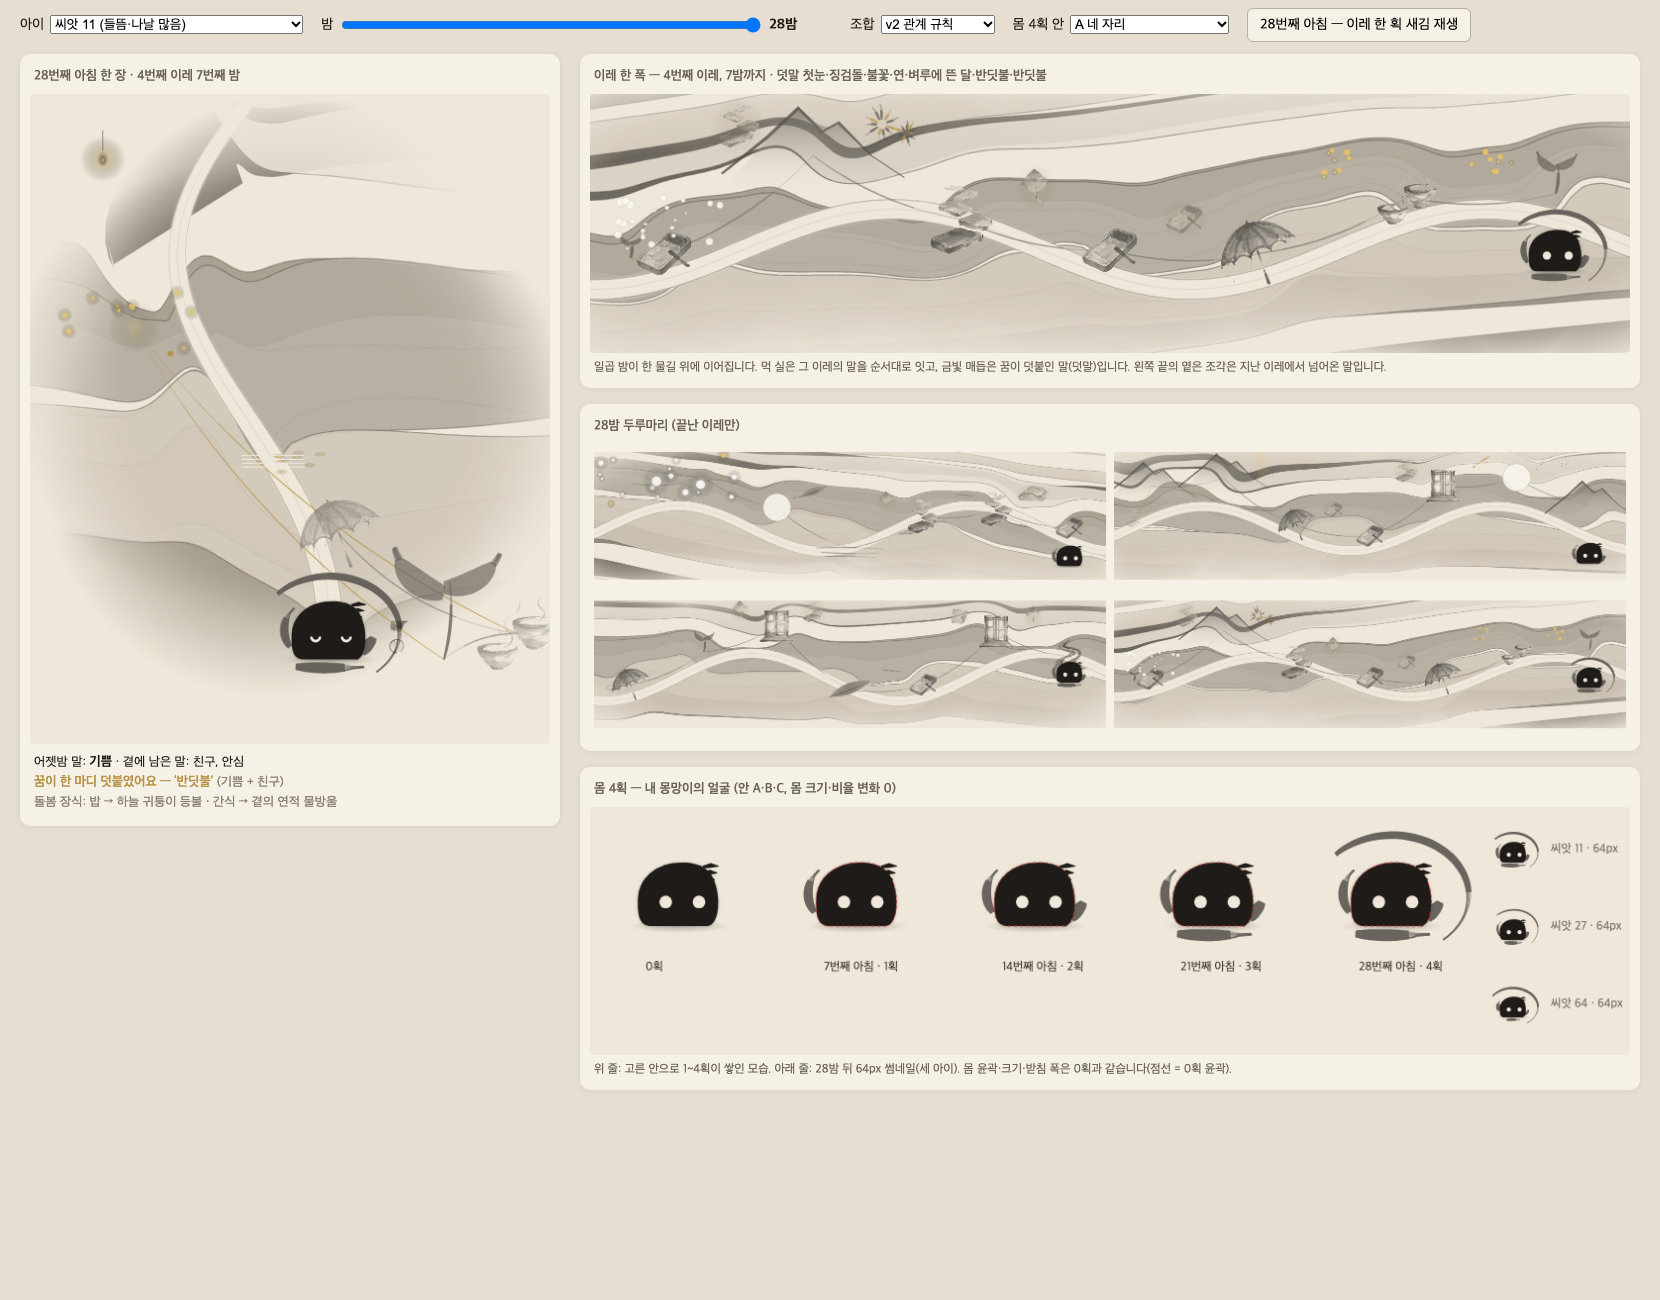 아이 씨앗 11 (들뜸·나날 많음) 밤 28밤 조합 v2 관계 규칙 몸 4획 안 A 네 자리 28번째 아침 — 이레 한 획 새김 재생
28번째 아침 한 장 · 4번째 이레 7번째 밤
어젯밤 말: 기쁨 · 곁에 남은 말: 친구, 안심
꿈이 한 마디 덧붙였어요 — '반딧불' (기쁨 + 친구)
돌봄 장식: 밥 → 하늘 귀퉁이 등불 · 간식 → 곁의 연적 물방울
이레 한 폭 — 4번째 이레, 7밤까지 · 덧말 첫눈·징검돌·불꽃·연·벼루에 뜬 달·반딧불·반딧불
일곱 밤이 한 물길 위에 이어집니다. 먹 실은 그 이레의 말을 순서대로 잇고, 금빛 매듭은 꿈이 덧붙인 말(덧말)입니다. 왼쪽 끝의 옅은 조각은 지난 이레에서 넘어온 말입니다.
28밤 두루마리 (끝난 이레만)
몸 4획 — 내 몽망이의 얼굴 (안 A·B·C, 몸 크기·비율 변화 0)
0획
7번째 아침 · 1획
14번째 아침 · 2획
21번째 아침 · 3획
28번째 아침 · 4획
씨앗 11 · 64px
씨앗 27 · 64px
씨앗 64 · 64px
위 줄: 고른 안으로 1~4획이 쌓인 모습. 아래 줄: 28밤 뒤 64px 썸네일(세 아이). 몸 윤곽·크기·받침 폭은 0획과 같습니다(점선 = 0획 윤곽).